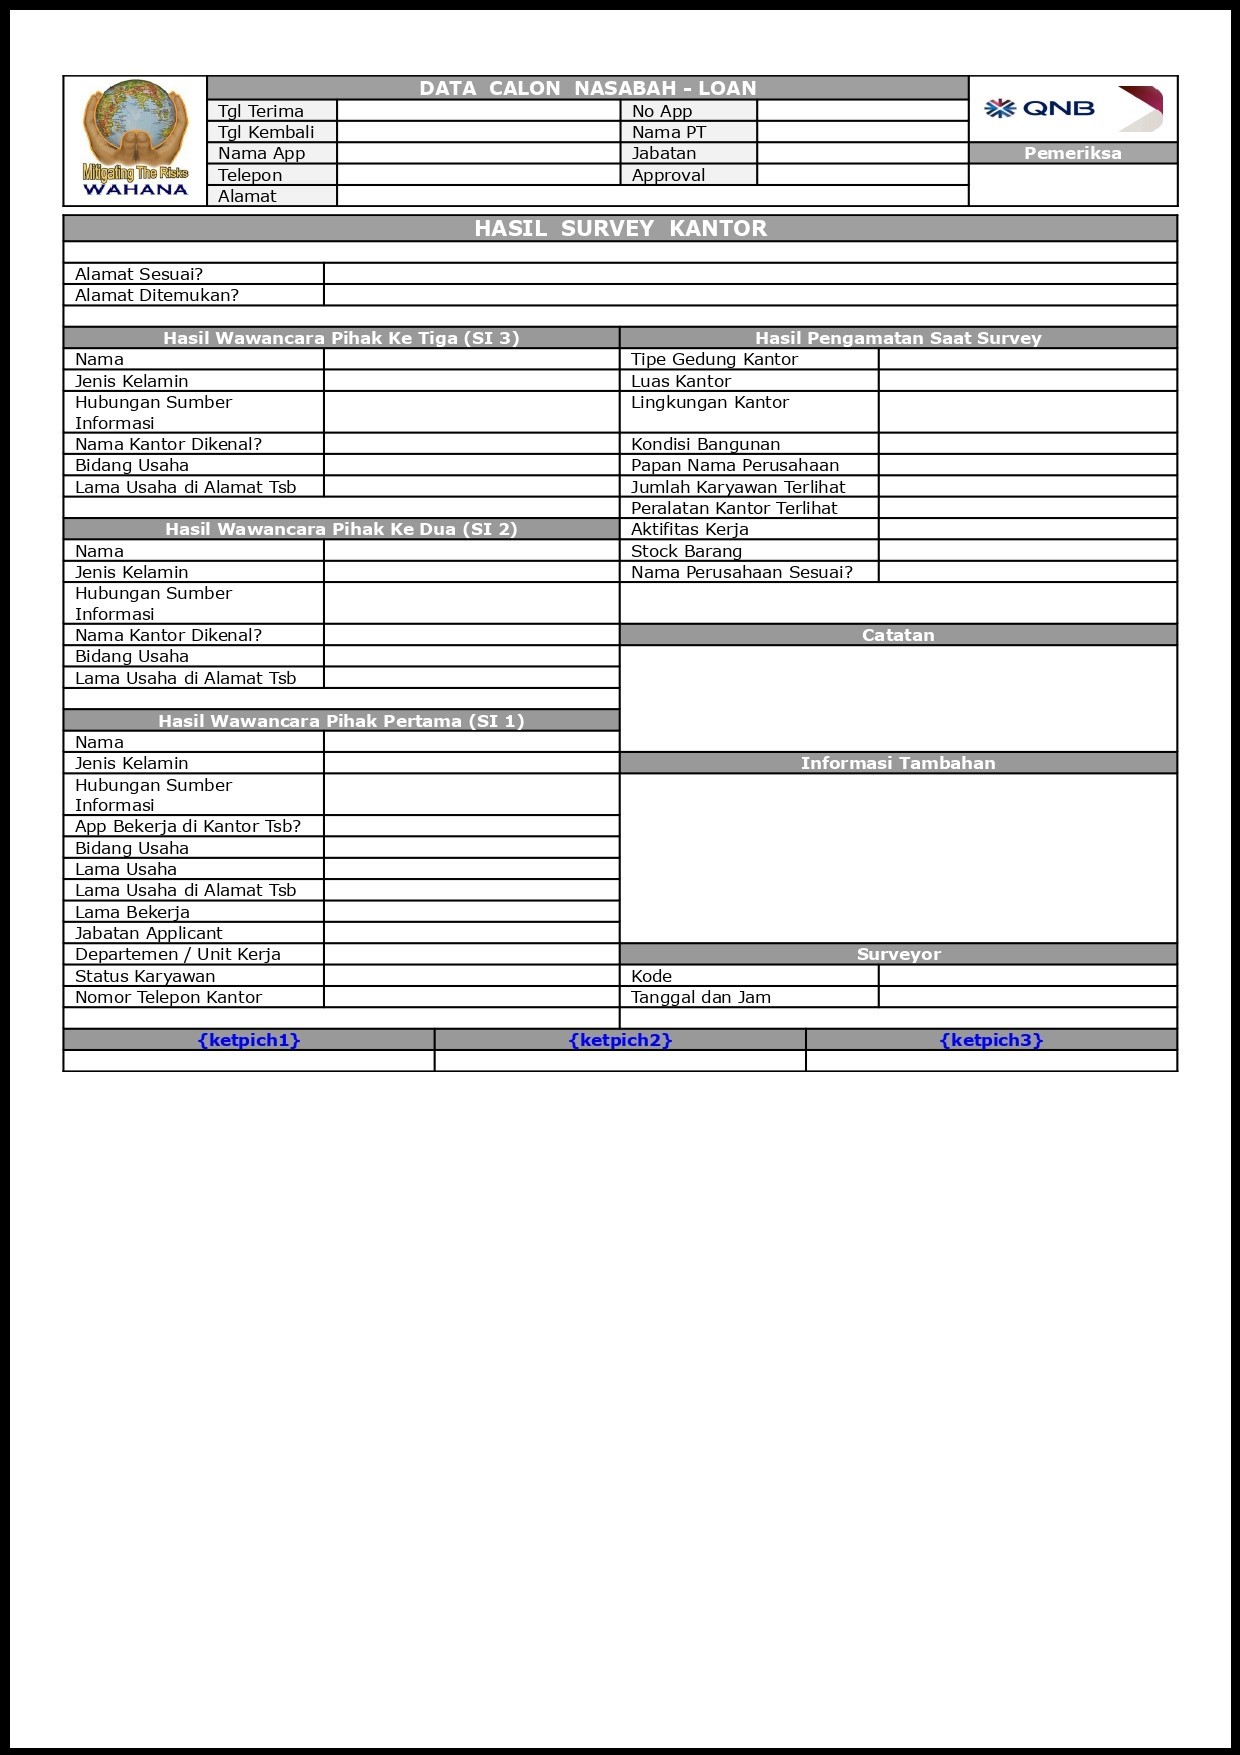 DATA CALON NASABAH - LOAN
Tgl Terima No App
Tgl Kembali Nama PT
QNB
Nama App Jabatan Pemeriksa
Telepon Approval
Alamat
Mitigating The Risks
WAHANA
HASIL SURVEY KANTOR
Alamat Sesuai?
Alamat Ditemukan?
Hasil Wawancara Pihak Ke Tiga (SI 3)
Nama
Jenis Kelamin
Hubungan Sumber
Informasi
Nama Kantor Dikenal?
Bidang Usaha
Lama Usaha di Alamat Tsb
Hasil Wawancara Pihak Ke Dua (SI 2)
Nama
Jenis Kelamin
Hubungan Sumber
Informasi
Nama Kantor Dikenal?
Bidang Usaha
Lama Usaha di Alamat Tsb
Hasil Wawancara Pihak Pertama (SI 1)
Nama
Jenis Kelamin
Hubungan Sumber
Informasi
App Bekerja di Kantor Tsb?
Bidang Usaha
Lama Usaha
Lama Usaha di Alamat Tsb
Lama Bekerja
Jabatan Applicant
Departemen / Unit Kerja
Status Karyawan
Nomor Telepon Kantor
Hasil Pengamatan Saat Survey
Tipe Gedung Kantor
Luas Kantor
Lingkungan Kantor
Kondisi Bangunan
Papan Nama Perusahaan
Jumlah Karyawan Terlihat
Peralatan Kantor Terlihat
Aktifitas Kerja
Stock Barang
Nama Perusahaan Sesuai?
Catatan
Informasi Tambahan
Surveyor
Kode
Tanggal dan Jam
{ketpich1} {ketpich2} {ketpich3}